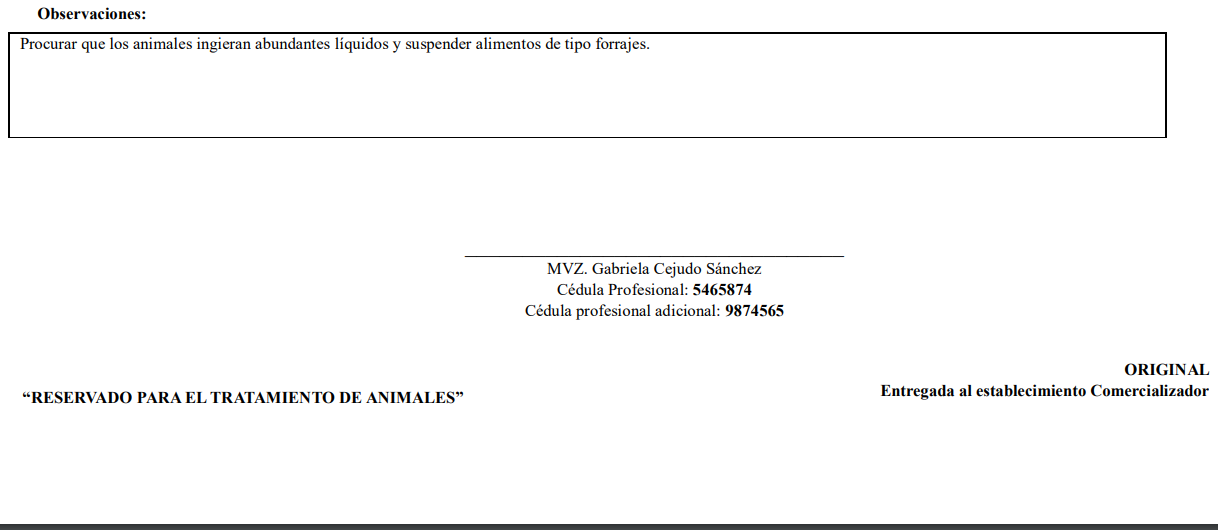 Observaciones:
Procurar que los animales ingieran abundantes líquidos y suspender alimentos de tipo forrajes.
MVZ. Gabriela Cejudo Sánchez
Cédula Profesional: 5465874
Cédula profesional adicional: 9874565
ORIGINAL
“RESERVADO PARA EL TRATAMIENTO DE ANIMALES”
Entregada al establecimiento Comercializador